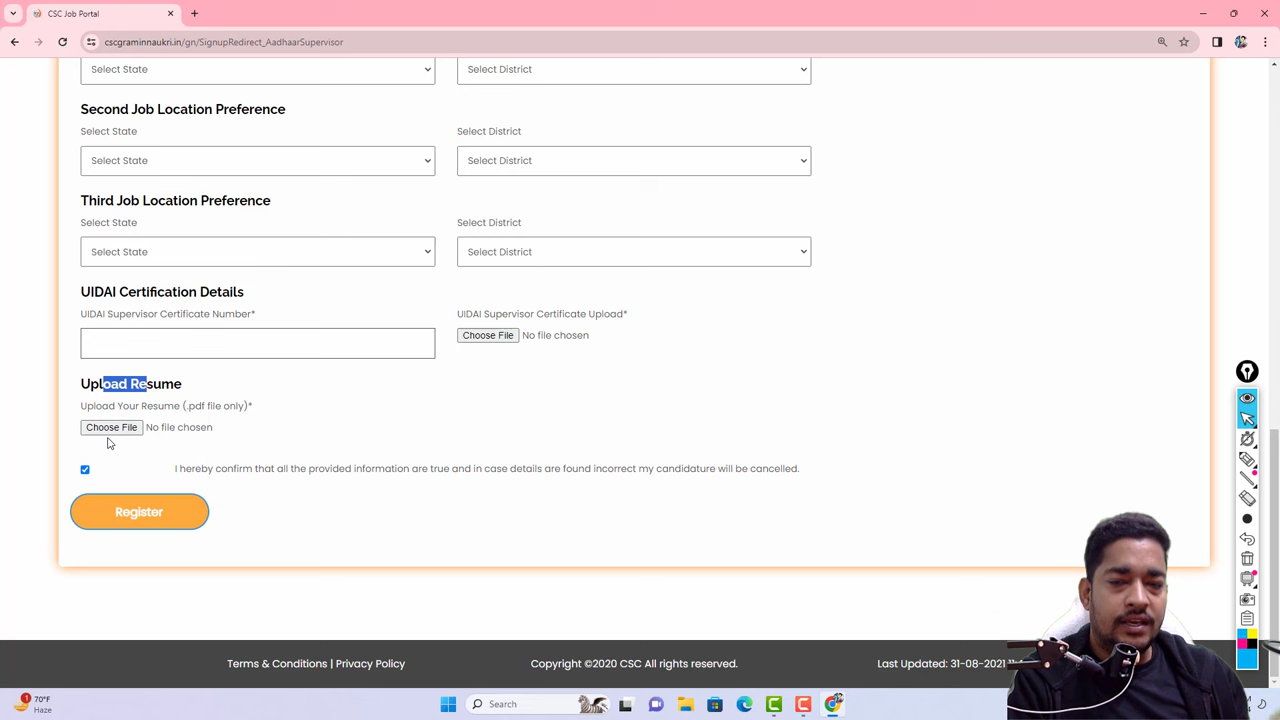 CSC Job Portal
cscgraminnaukri.in/gn/SignupRedirect_AadhaarSupervisor
Select State
Select District
Second Job Location Preference
Select State
Select District
Select State
Select District
Third Job Location Preference
Select State
Select District
Select State
Select District
UIDAI Certification Details
UIDAI Supervisor Certificate Number*
UIDAI Supervisor Certificate Upload*
Choose File No file chosen
Upload Resume
Upload Your Resume (.pdf file only)*
Choose File No file chosen
I hereby confirm that all the provided information are true and in case details are found incorrect my candidature will be cancelled.
Register
Terms & Conditions | Privacy Policy
Copyright ©2020 CSC All rights reserved.
Last Updated: 31-08-2021
1
70°F
Haze
Search